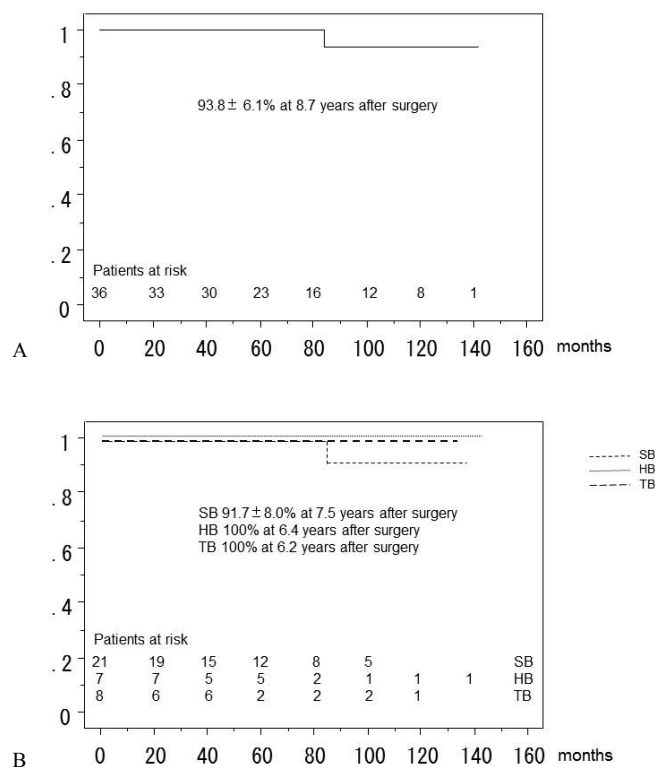 1
.8
93.8± 6.1% at 8.7 years after surgery
.6
.4
.2
Patients at risk
36 33 30 23 16 12 8 1
0
A
0 20 40 60 80 100 120 140 160 months
1
SB
HB
TB
.8
SB 91.7±8.0% at 7.5 years after surgery
HB 100% at 6.4 years after surgery
.6
TB 100% at 6.2 years after surgery
.4
Patients at risk
.2
21 19 15 12 8 5 SB
7 7 5 5 2 1 1 1 HB
8 6 6 2 2 2 1 TB
0
B
0 20 40 60 80 100 120 140 160 months